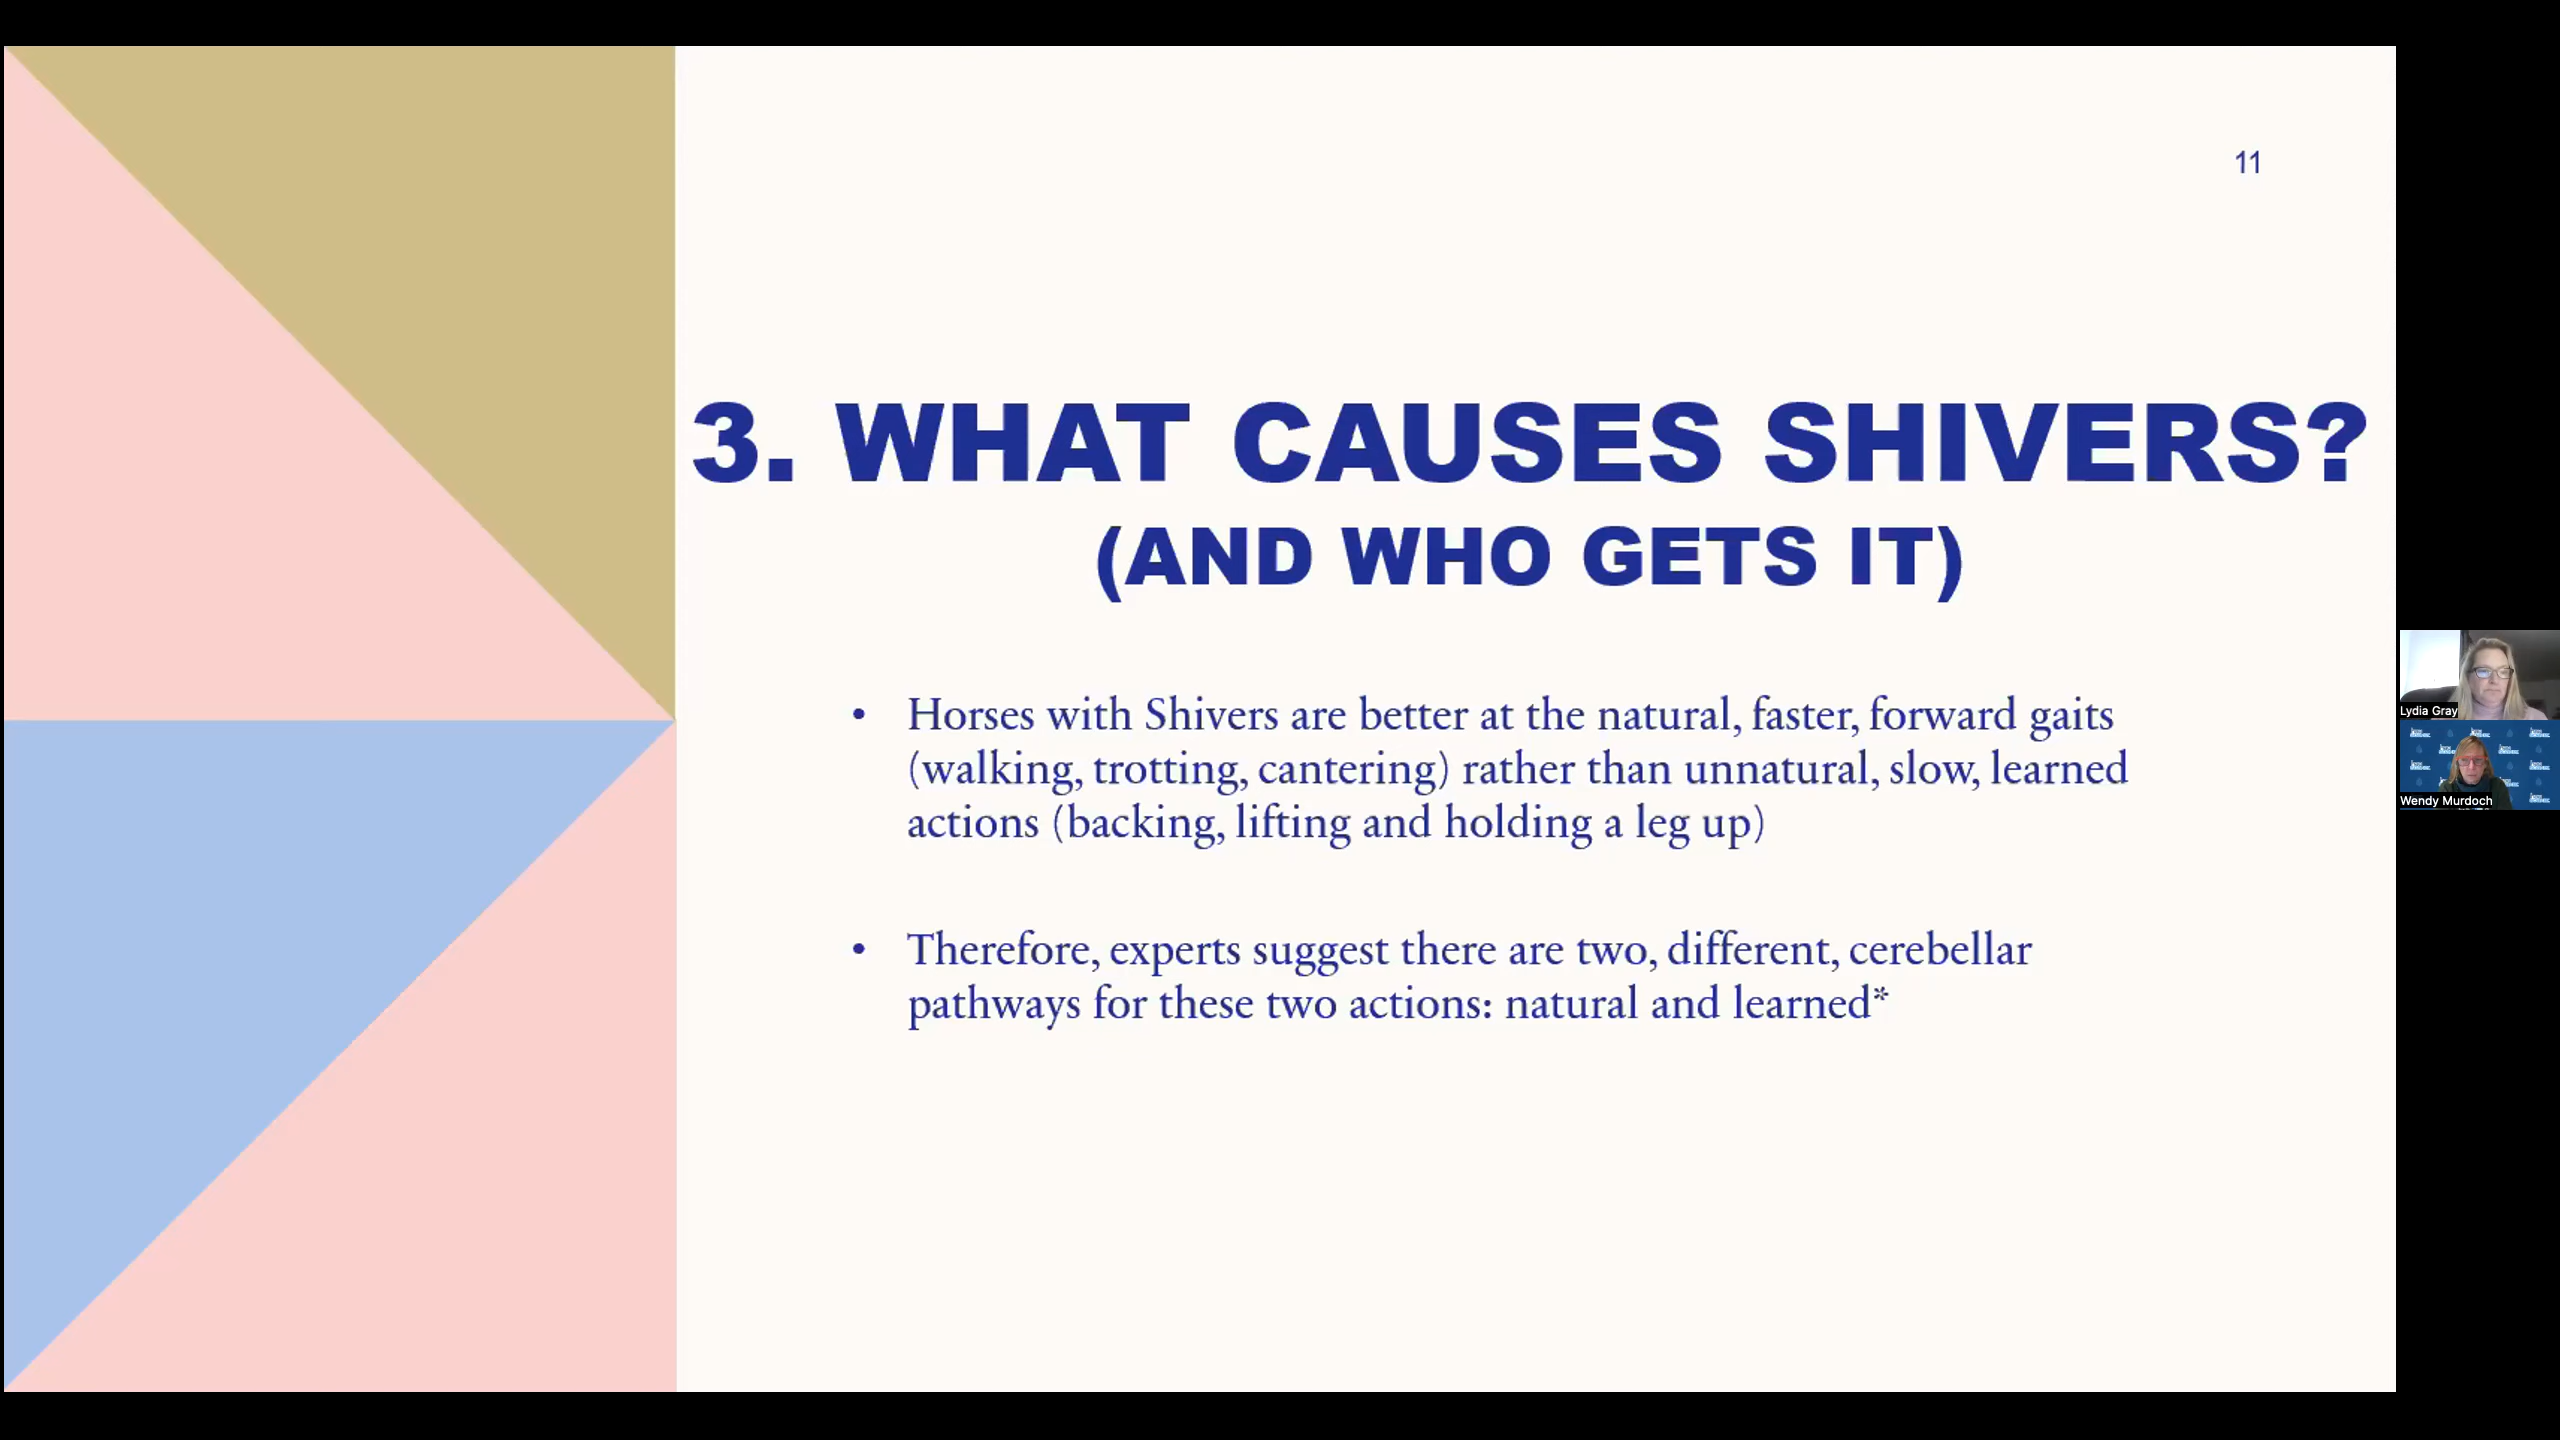 11
3. WHAT CAUSES SHIVERS?
(AND WHO GETS IT)
• Horses with Shivers are better at the natural, faster, forward gaits
(walking, trotting, cantering) rather than unnatural, slow, learned
actions (backing, lifting and holding a leg up)
• Therefore, experts suggest there are two, different, cerebellar
pathways for these two actions: natural and learned*
Lydia Gray
Wendy Murdoch